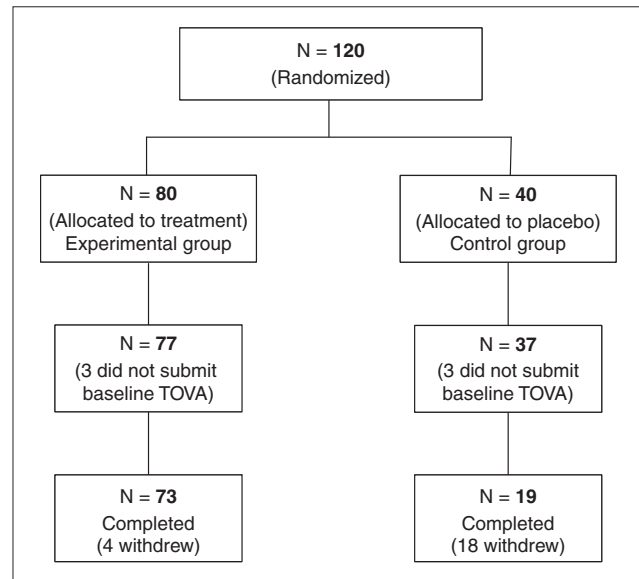 N = 120
(Randomized)
N = 80
(Allocated to treatment)
Experimental group
N = 40
(Allocated to placebo)
Control group
N = 77
(3 did not submit
baseline TOVA)
N = 37
(3 did not submit
baseline TOVA)
N = 73
Completed
(4 withdrew)
N = 19
Completed
(18 withdrew)